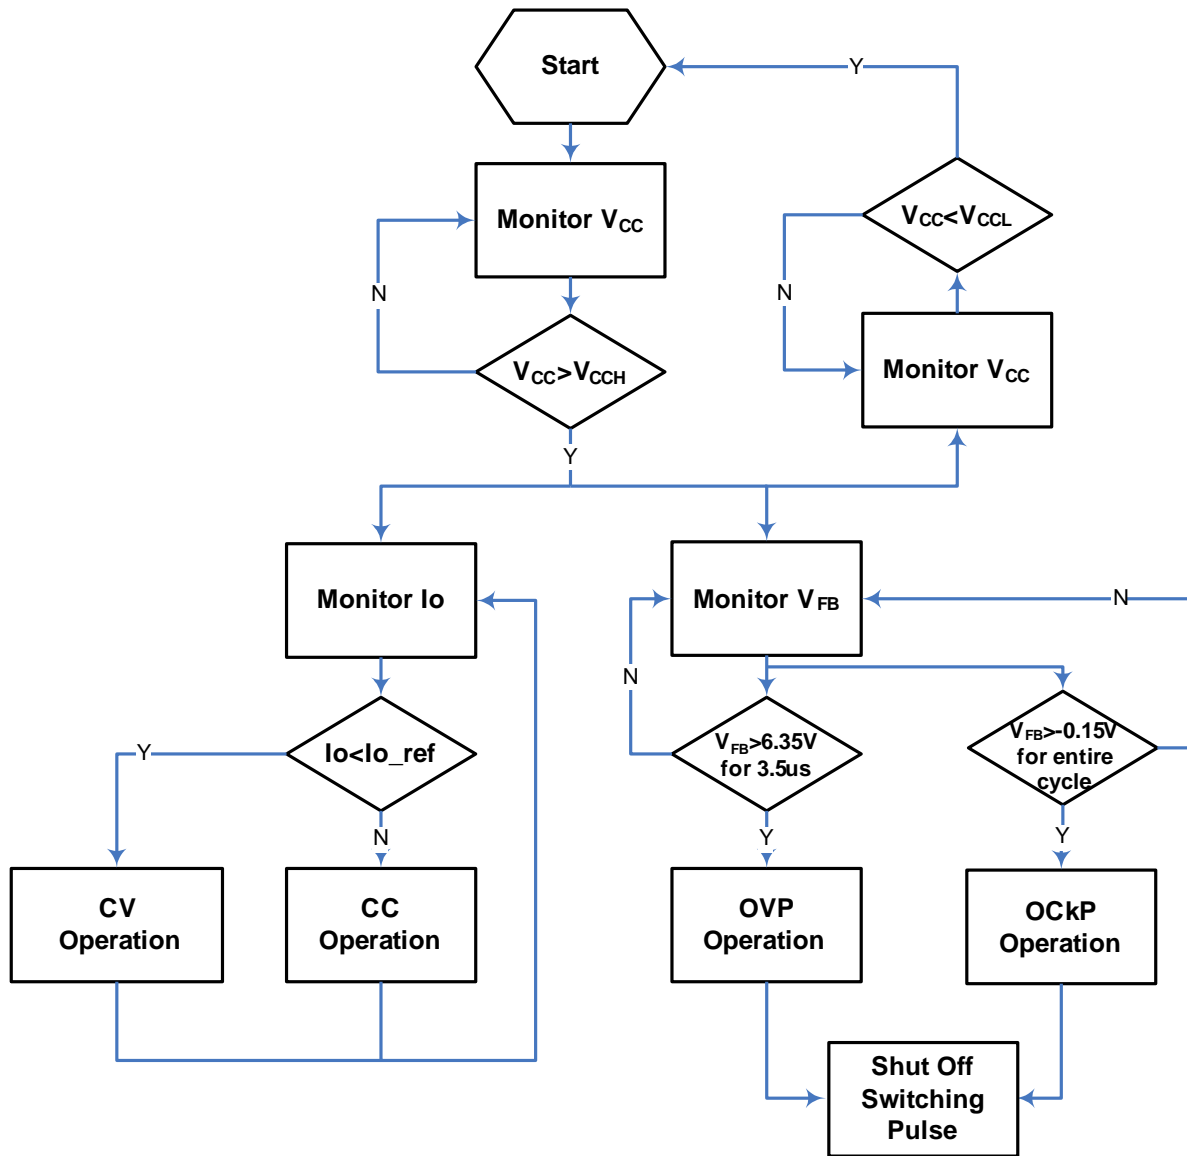 Start
Y
Monitor VCC
VCC<VCCL
N
N
VCC>VCCH
Monitor VCC
Y
Monitor Io
Monitor VFB
N
N
Io<Io_ref
Y
VFB>6.35V
for 3.5us
VFB>-0.15V
for entire
cycle
N
Y
Y
CV
Operation
CC
Operation
OVP
Operation
OCkP
Operation
Shut Off
Switching
Pulse